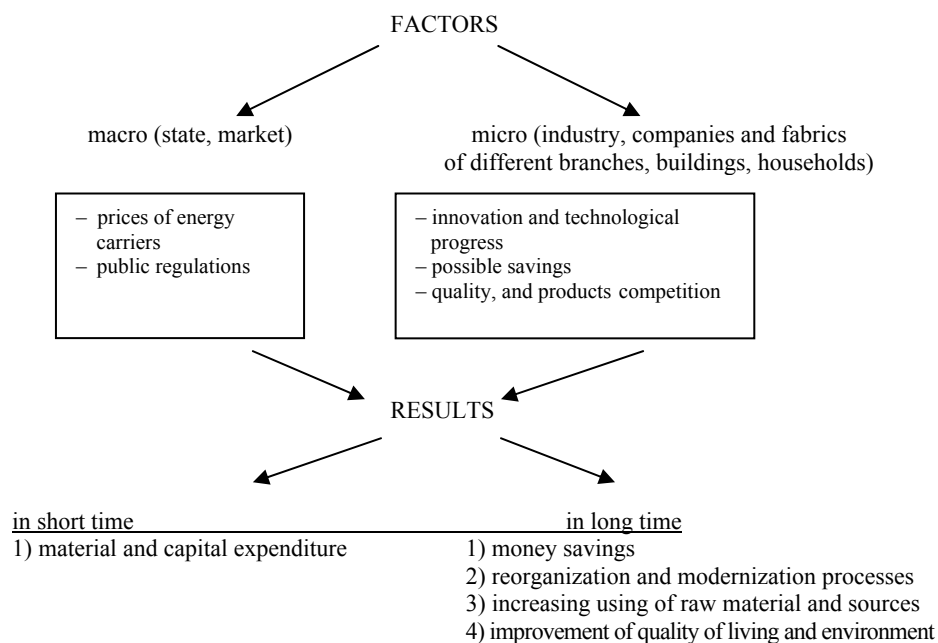 FACTORS
macro (state, market)
micro (industry, companies and fabrics
of different branches, buildings, households)
– prices of energy
carriers
– public regulations
– innovation and technological
progress
– possible savings
– quality, and products competition
RESULTS
in short time
1) material and capital expenditure
in long time
1) money savings
2) reorganization and modernization processes
3) increasing using of raw material and sources
4) improvement of quality of living and environment